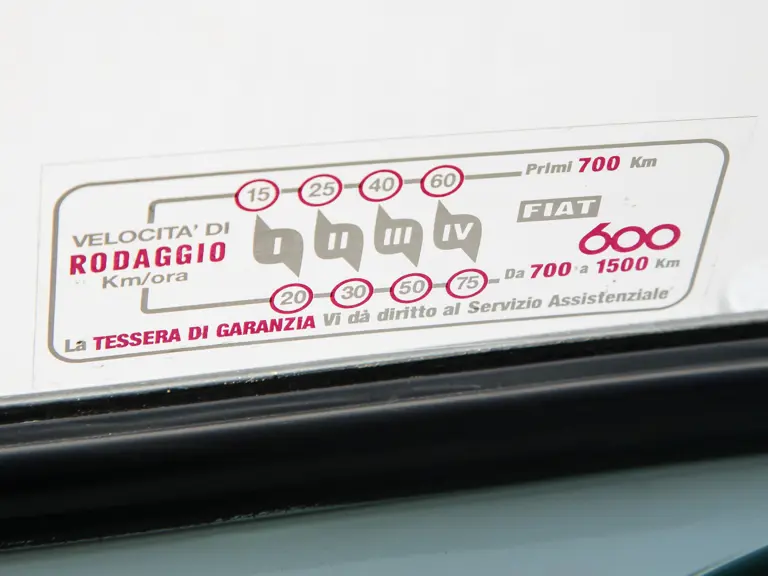 15 25 40 60 Primi 700 Km
VELOCITA' DI
RODAGGIO
Km/ora
I II III IV
FIAT
600
20 30 50 75 Da 700 a 1500 Km
La TESSERA DI GARANZIA Vi dà diritto al Servizio Assistenziale